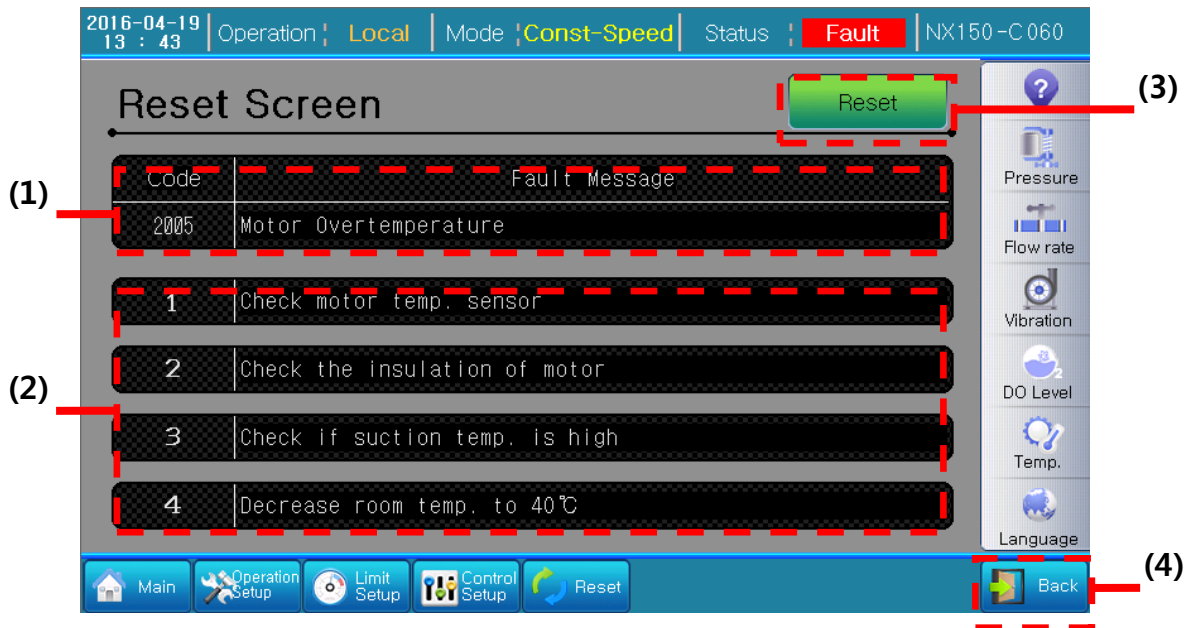 2016-04-19
13 : 43
Operation ¦ Local
Mode ¦ Const-Speed
Status ¦ Fault
NX150-C060
Reset Screen
Reset
(3)
(1)
Code Fault Message
2005 Motor Overtemperature
(2)
1 Check motor temp. sensor
2 Check the insulation of motor
3 Check if suction temp. is high
4 Decrease room temp. to 40℃
?
Pressure
Flow rate
Vibration
O2
DO Level
Temp.
Language
Main
Operation
Setup
Limit
Setup
Control
Setup
Reset
Back
(4)